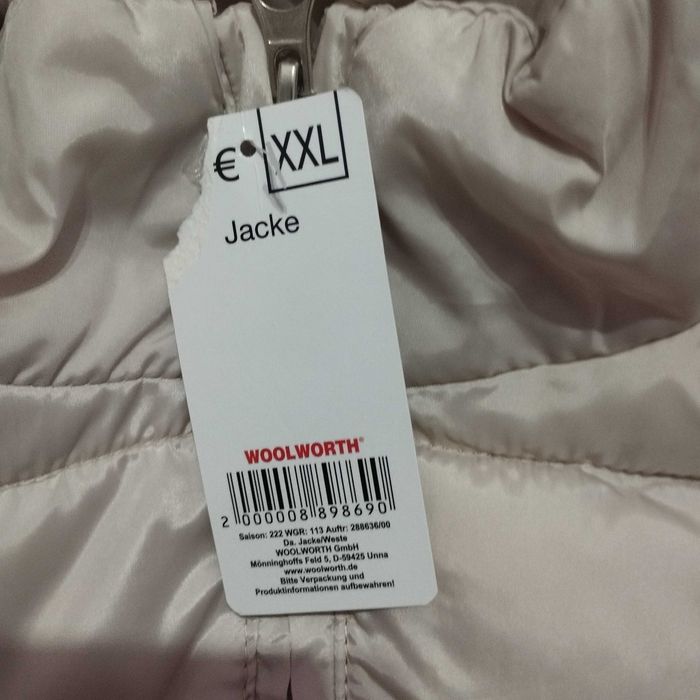 € XXL
Jacke
WOOLWORTH®
2 000008 898690
Saison: 222 WGR: 113 Auftr: 288636/00
Da. Jacke/Weste
WOOLWORTH GmbH
Mönninghoffs Feld 5, D-59425 Unna
www.woolworth.de
Bitte Verpackung und
Produktinformationen aufbewahren!